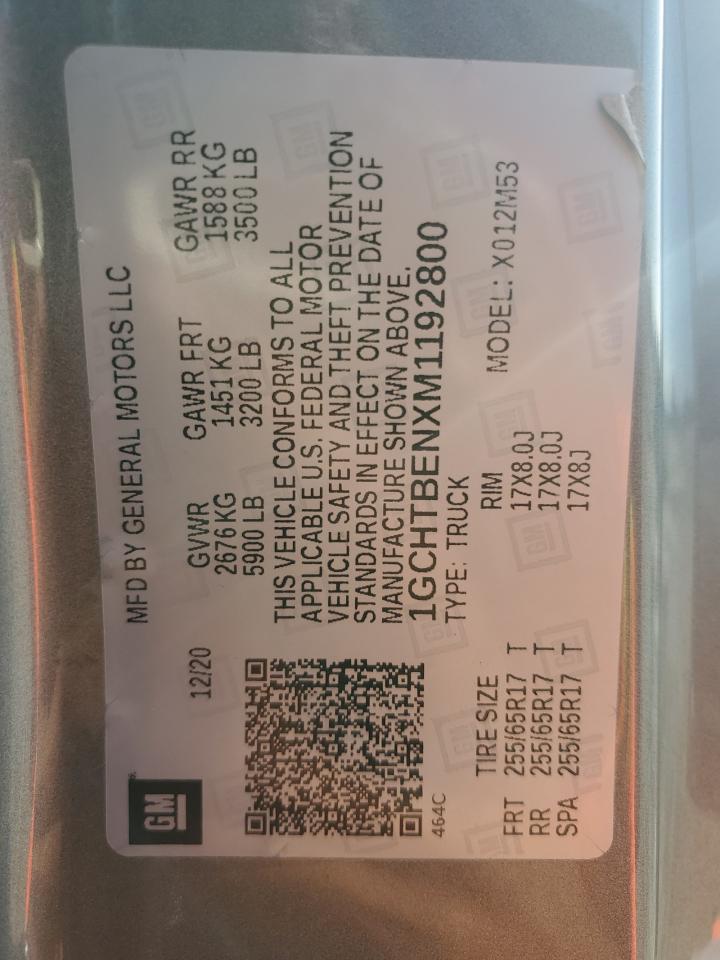 GM
MFD BY GENERAL MOTORS LLC
12/20
GVWR GAWR FRT GAWR RR
2676 KG 1451 KG 1588 KG
5900 LB 3200 LB 3500 LB
THIS VEHICLE CONFORMS TO ALL
APPLICABLE U.S. FEDERAL MOTOR
VEHICLE SAFETY AND THEFT PREVENTION
STANDARDS IN EFFECT ON THE DATE OF
MANUFACTURE SHOWN ABOVE.
1GCHTBENXM1192800
464C
TYPE: TRUCK
MODEL: X012M53
TIRE SIZE RIM
FRT 255/65R17 T 17X8.0J
RR 255/65R17 T 17X8.0J
SPA 255/65R17 T 17X8J